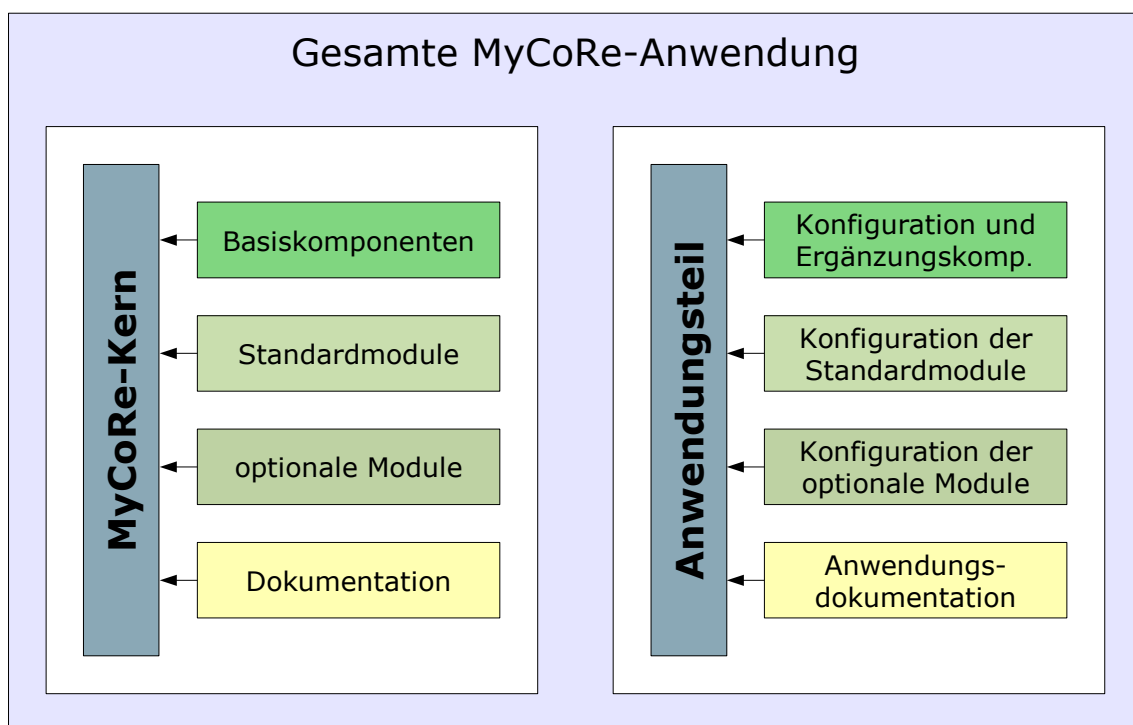 Gesamte MyCoRe-Anwendung
MyCoRe-Kern
Basiskomponenten
Standardmodule
optionale Module
Dokumentation
Anwendungsteil
Konfiguration und
Ergänzungskomp.
Konfiguration der
Standardmodule
Konfiguration der
optionale Module
Anwendungs-
dokumentation